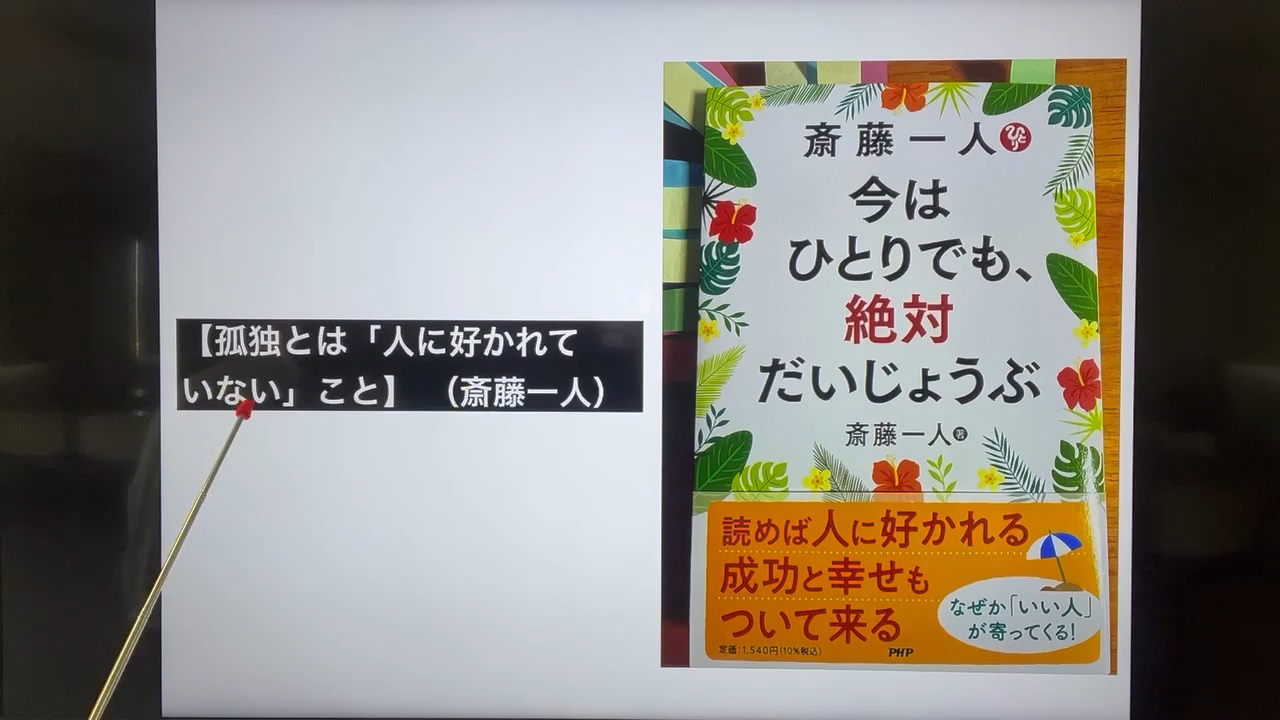 【孤独とは「人に好かれて
いない」こと】 （斎藤一人）
斎藤一人 ひとり
今は
ひとりでも、
絶対
だいじょうぶ
斎藤一人 著
読めば人に好かれる
成功と幸せも
ついて来る
なぜか「いい人」
が寄ってくる!
定価:1,540円(10%税込)
PHP